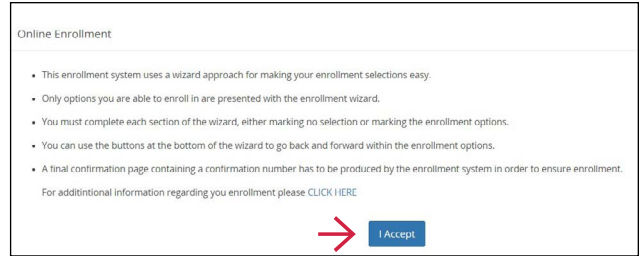 Online Enrollment
• This enrollment system uses a wizard approach for making your enrollment selections easy.
• Only options you are able to enroll in are presented with the enrollment wizard.
• You must complete each section of the wizard, either marking no selection or marking the enrollment options.
• You can use the buttons at the bottom of the wizard to go back and forward within the enrollment options.
• A final confirmation page containing a confirmation number has to be produced by the enrollment system in order to ensure enrollment.
For additintional information regarding you enrollment please CLICK HERE
I Accept